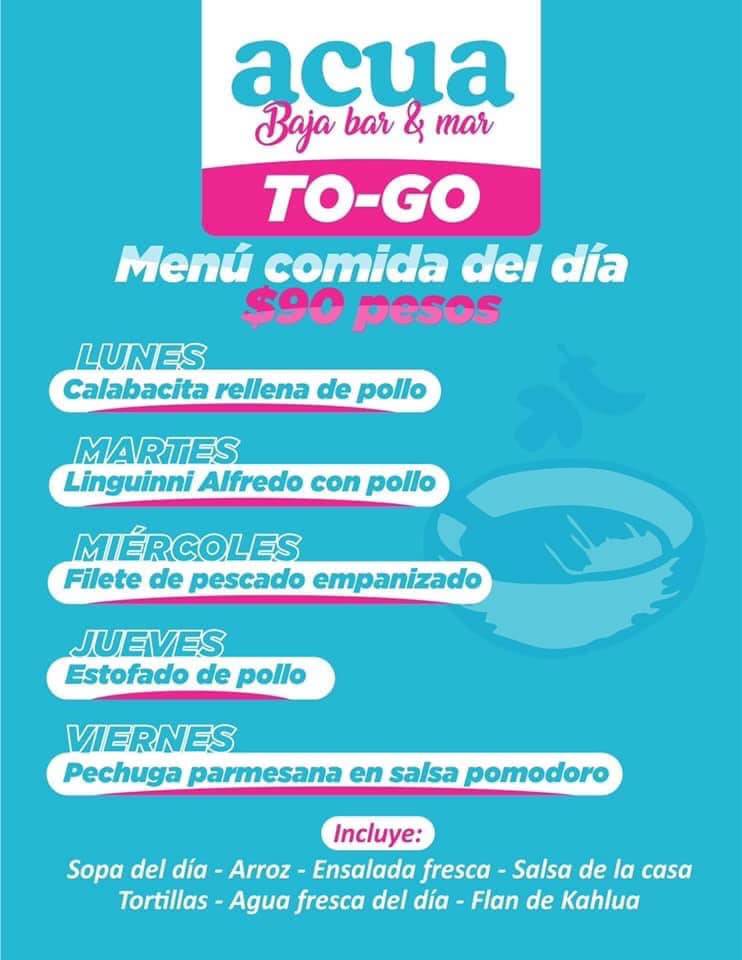 acua
Baja bar & mar
TO-GO
Menú comida del día
$90 pesos
LUNES
Calabacita rellena de pollo
MARTES
Linguinni Alfredo con pollo
MIÉRCOLES
Filete de pescado empanizado
JUEVES
Estofado de pollo
VIERNES
Pechuga parmesana en salsa pomodoro
Incluye:
Sopa del día - Arroz - Ensalada fresca - Salsa de la casa
Tortillas - Agua fresca del día - Flan de Kahlua